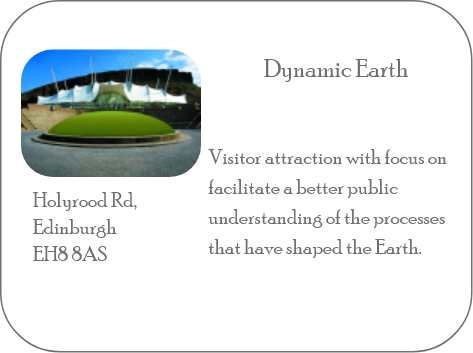 Dynamic Earth
Visitor attraction with focus on
facilitate a better public
understanding of the processes
that have shaped the Earth.
Holyrood Rd,
Edinburgh
EH8 8AS